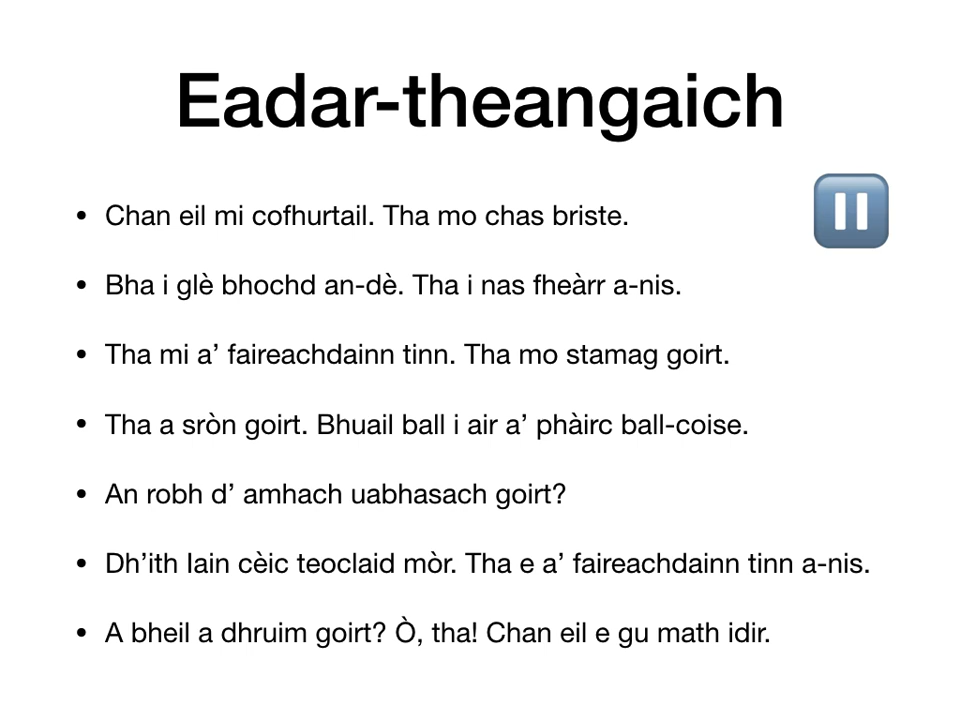 Eadar-theangaich
• Chan eil mi cofhurtail. Tha mo chas briste.
• Bha i glè bhochd an-dè. Tha i nas fheàrr a-nis.
• Tha mi a’ faireachdainn tinn. Tha mo stamag goirt.
• Tha a sròn goirt. Bhuail ball i air a’ phàirc ball-coise.
• An robh d’ amhach uabhasach goirt?
• Dh’ith Iain cèic teoclaid mòr. Tha e a’ faireachdainn tinn a-nis.
• A bheil a dhruim goirt? Ò, tha! Chan eil e gu math idir.